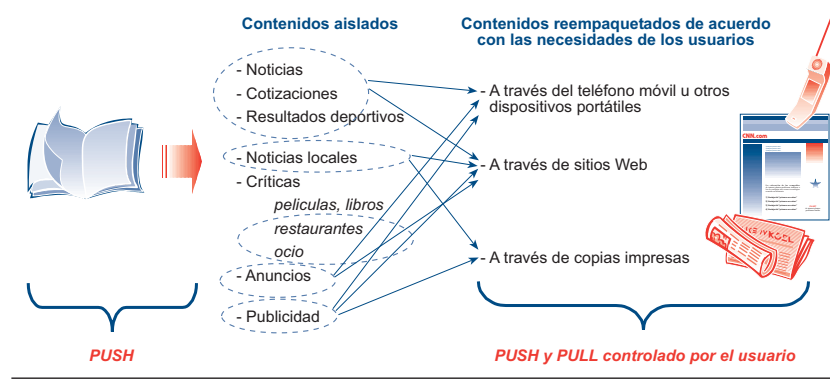 Contenidos aislados
Contenidos reempaquetados de acuerdo
con las necesidades de los usuarios
- Noticias
- Cotizaciones
- Resultados deportivos
- Noticias locales
- Críticas
peliculas, libros
restaurantes
ocio
- Anuncios
- Publicidad
- A través del teléfono móvil u otros
dispositivos portátiles
- A través de sitios Web
- A través de copias impresas
CNN.com
PUSH
PUSH y PULL controlado por el usuario